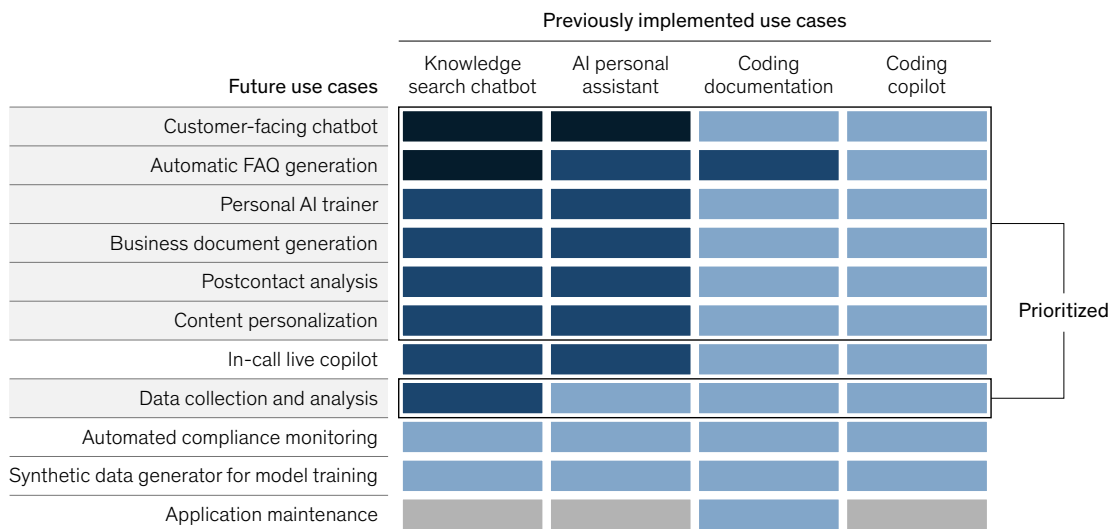 Previously implemented use cases
Future use cases
Knowledge
search chatbot
AI personal
assistant
Coding
documentation
Coding
copilot
Customer-facing chatbot
Automatic FAQ generation
Personal AI trainer
Business document generation
Postcontact analysis
Content personalization
Prioritized
In-call live copilot
Data collection and analysis
Automated compliance monitoring
Synthetic data generator for model training
Application maintenance